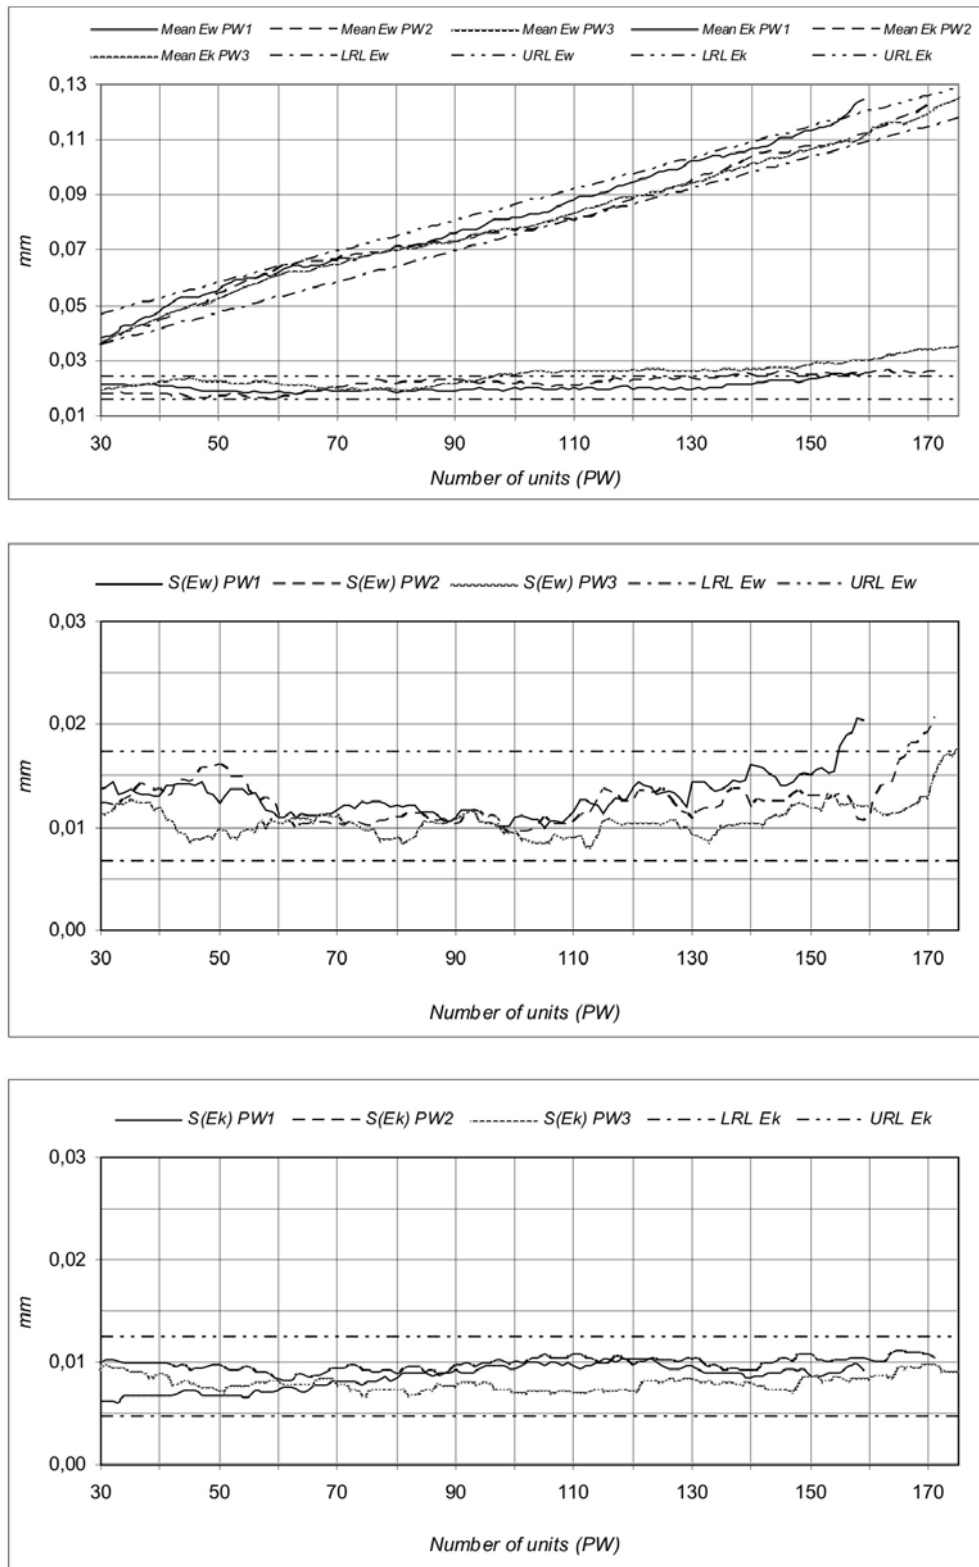 Mean Ew PW1 Mean Ew PW2 Mean Ew PW3 Mean Ek PW1 Mean Ek PW2
Mean Ek PW3 LRL Ew URL Ew LRL Ek URL Ek
0,13
0,11
0,09
0,07
0,05
0,03
0,01
mm
30 50 70 90 110 130 150 170
Number of units (PW)
S(Ew) PW1 S(Ew) PW2 S(Ew) PW3 LRL Ew URL Ew
0,03
0,02
0,01
0,00
mm
30 50 70 90 110 130 150 170
Number of units (PW)
S(Ek) PW1 S(Ek) PW2 S(Ek) PW3 LRL Ek URL Ek
0,03
0,02
0,01
0,00
mm
30 50 70 90 110 130 150 170
Number of units (PW)